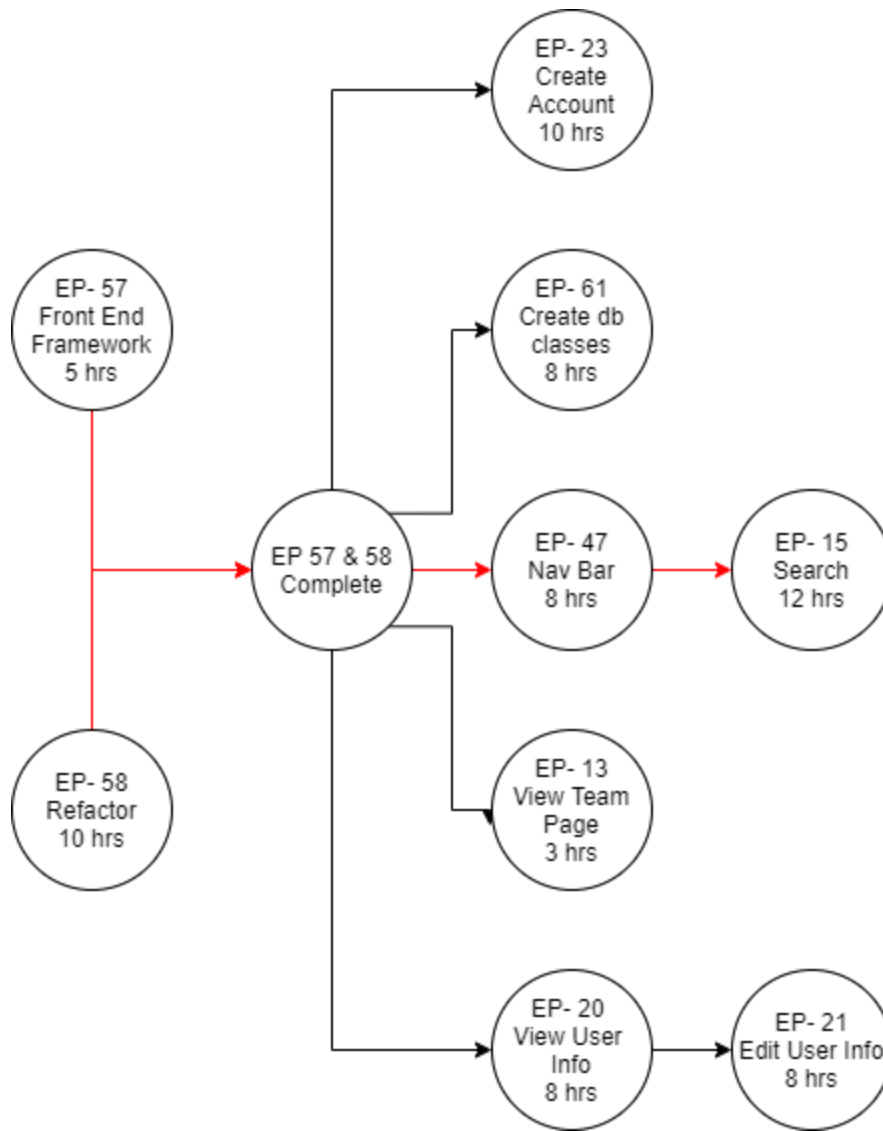 EP- 23
Create
Account
10 hrs
EP- 57
Front End
Framework
5 hrs
EP- 61
Create db
classes
8 hrs
EP 57 & 58
Complete
EP- 47
Nav Bar
8 hrs
EP- 15
Search
12 hrs
EP- 58
Refactor
10 hrs
EP- 13
View Team
Page
3 hrs
EP- 20
View User
Info
8 hrs
EP- 21
Edit User Info
8 hrs